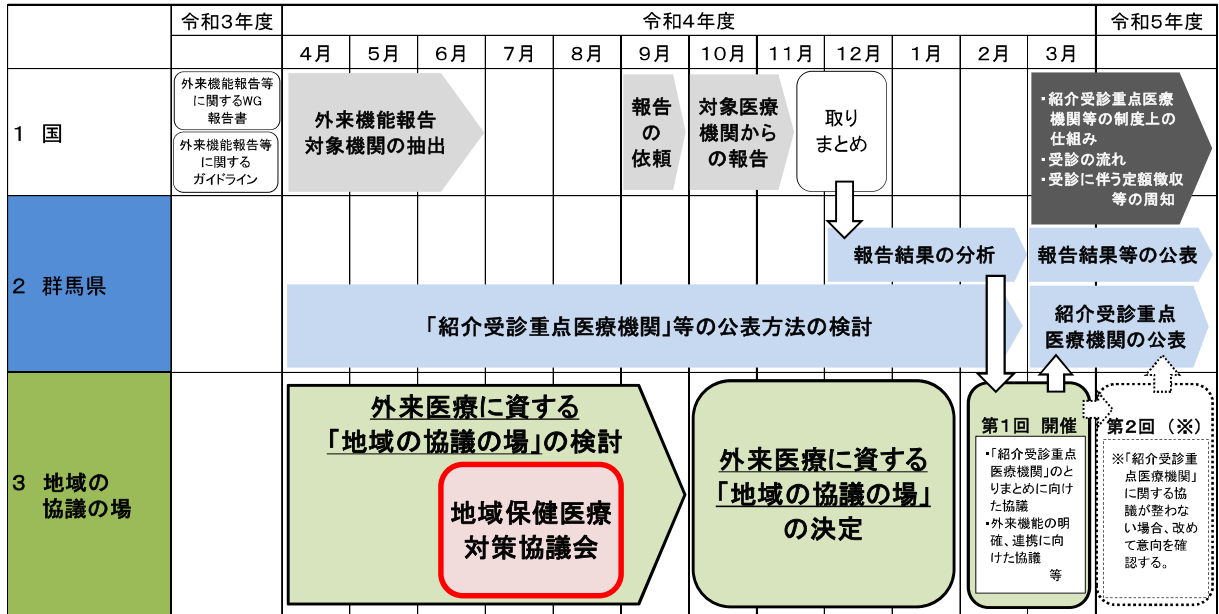 令和3年度
令和4年度
令和5年度
4月
5月
6月
7月
8月
9月
10月
11月
12月
1月
2月
3月
1 国
外来機能報告等
に関するWG
報告書
外来機能報告等
に関する
ガイドライン
外来機能報告
対象機関の抽出
報告
の
依頼
対象医療
機関から
の報告
取り
まとめ
・紹介受診重点医療
機関等の制度上の
仕組み
・受診の流れ
・受診に伴う定額徴収
等の周知
2 群馬県
報告結果の分析
報告結果等の公表
「紹介受診重点医療機関」等の公表方法の検討
紹介受診重点
医療機関の公表
3 地域の
協議の場
外来医療に資する
「地域の協議の場」の検討
地域保健医療
対策協議会
外来医療に資する
「地域の協議の場」
の決定
第1回 開催
・「紹介受診重点
医療機関」のと
りまとめに向け
た協議
・外来機能の明
確、連携に向
けた協議
等
第2回 (※)
※「紹介受診重
点医療機関」
に関する協
議が整わな
い場合、改め
て意向を確
認する。